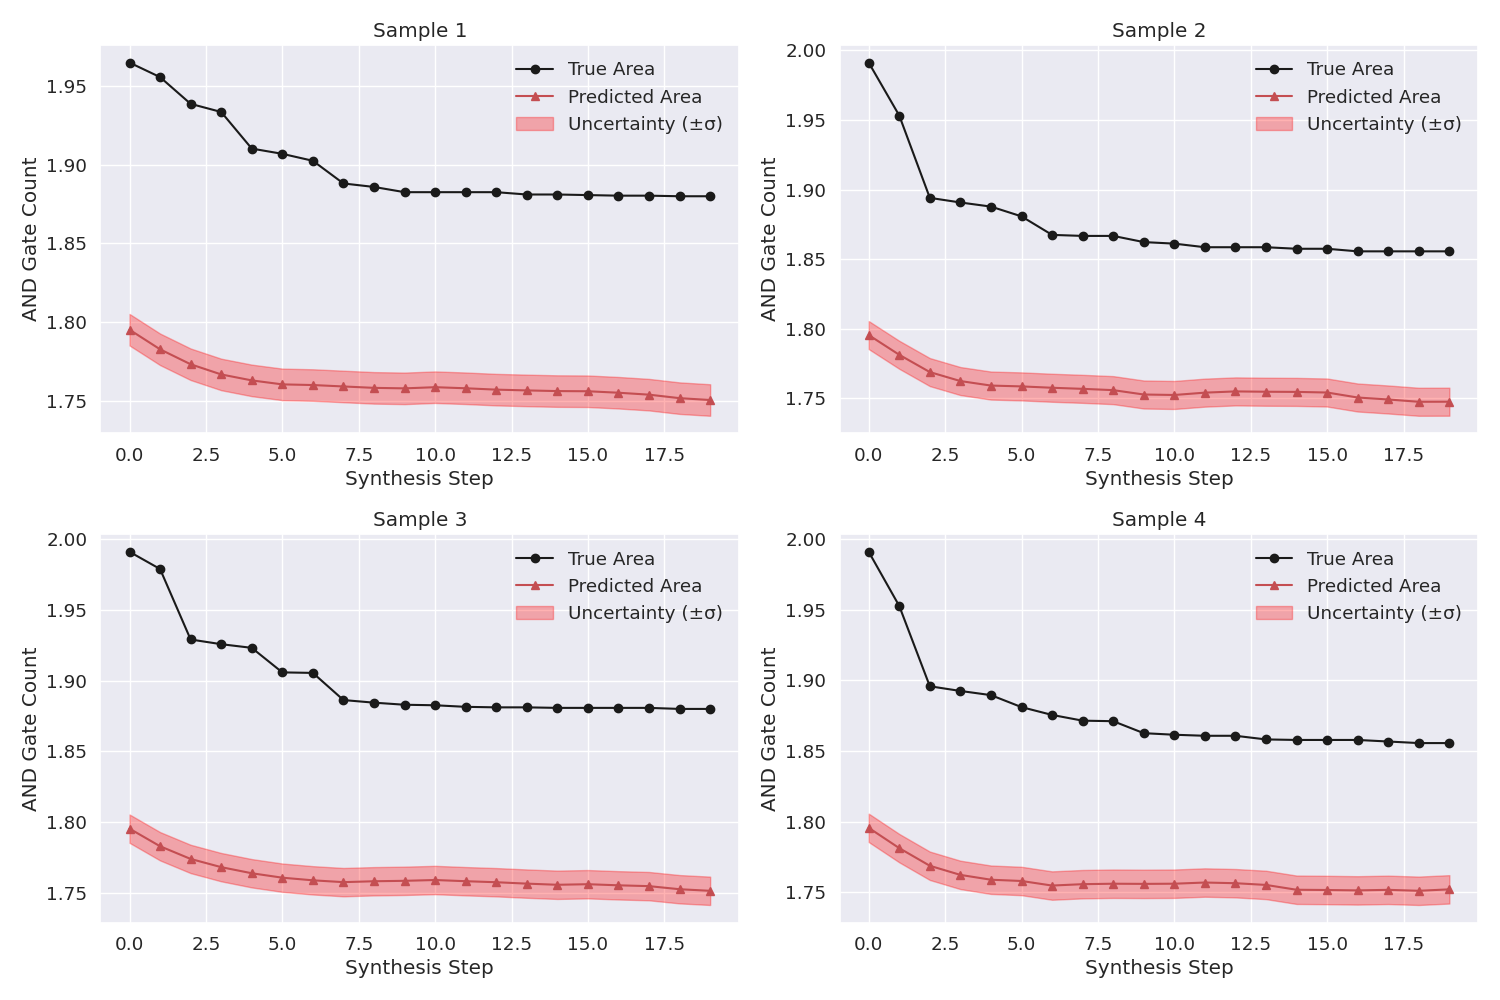 Sample 1
True Area
Predicted Area
Uncertainty (±σ)
AND Gate Count
1.95
1.90
1.85
1.80
1.75
0.0 2.5 5.0 7.5 10.0 12.5 15.0 17.5
Synthesis Step
Sample 2
True Area
Predicted Area
Uncertainty (±σ)
AND Gate Count
2.00
1.95
1.90
1.85
1.80
1.75
0.0 2.5 5.0 7.5 10.0 12.5 15.0 17.5
Synthesis Step
Sample 3
True Area
Predicted Area
Uncertainty (±σ)
AND Gate Count
2.00
1.95
1.90
1.85
1.80
1.75
0.0 2.5 5.0 7.5 10.0 12.5 15.0 17.5
Synthesis Step
Sample 4
True Area
Predicted Area
Uncertainty (±σ)
AND Gate Count
2.00
1.95
1.90
1.85
1.80
1.75
0.0 2.5 5.0 7.5 10.0 12.5 15.0 17.5
Synthesis Step